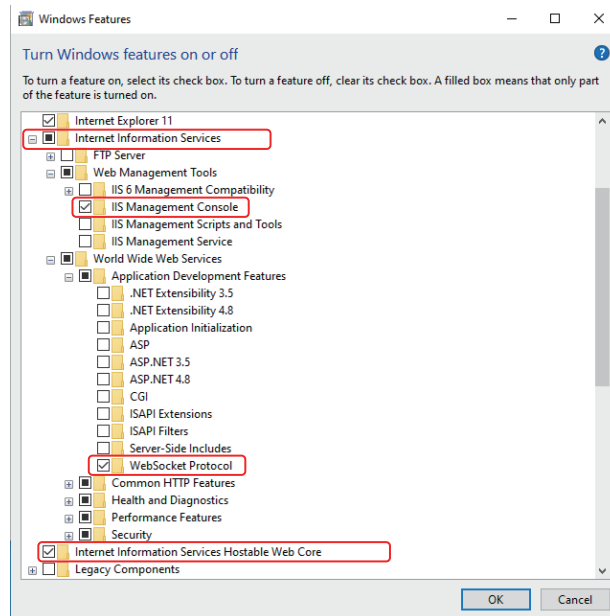 Windows Features
Turn Windows features on or off
To turn a feature on, select its check box. To turn a feature off, clear its check box. A filled box means that only part
of the feature is turned on.
Internet Explorer 11
Internet Information Services
FTP Server
Web Management Tools
IIS 6 Management Compatibility
IIS Management Console
IIS Management Scripts and Tools
IIS Management Service
World Wide Web Services
Application Development Features
.NET Extensibility 3.5
.NET Extensibility 4.8
Application Initialization
ASP
ASP.NET 3.5
ASP.NET 4.8
CGI
ISAPI Extensions
ISAPI Filters
Server-Side Includes
WebSocket Protocol
Common HTTP Features
Health and Diagnostics
Performance Features
Security
Internet Information Services Hostable Web Core
Legacy Components
OK Cancel